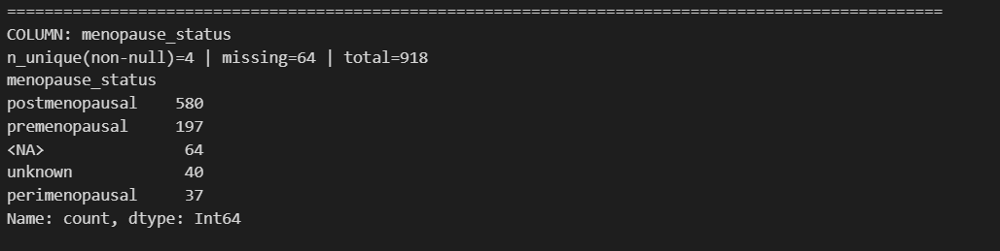 ====================================================================================================
COLUMN: menopause_status
n_unique(non-null)=4 | missing=64 | total=918
menopause_status
postmenopausal    580
premenopausal     197
<NA>               64
unknown            40
perimenopausal     37
Name: count, dtype: Int64